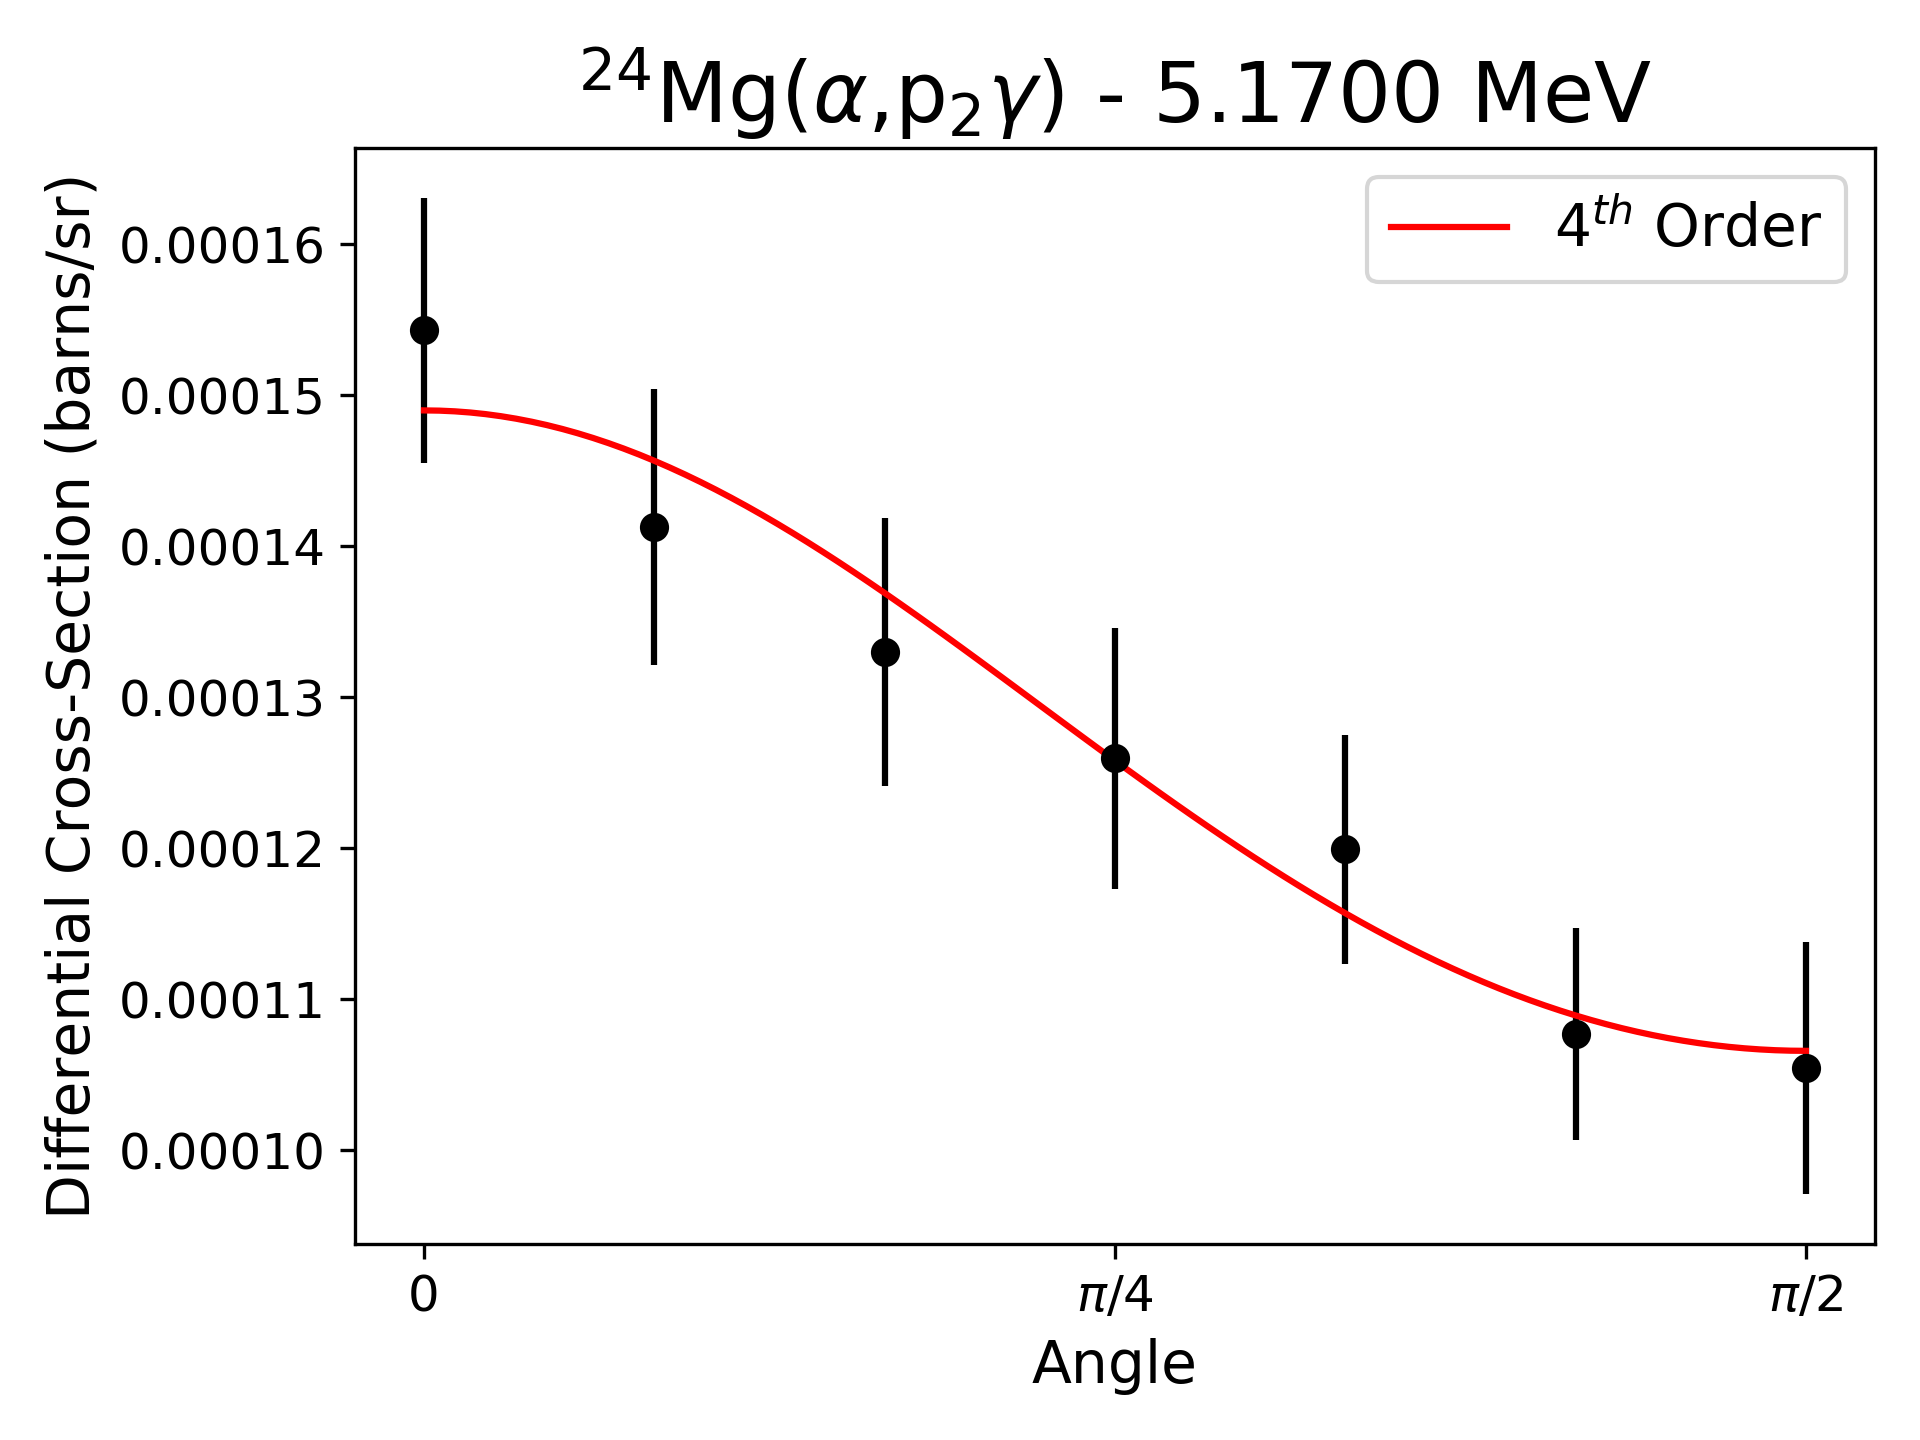 ²⁴Mg(α,p₂γ) - 5.1700 MeV
4ᵗʰ Order
Differential Cross-Section (barns/sr)
0.00016
0.00015
0.00014
0.00013
0.00012
0.00011
0.00010
0 π/4 π/2
Angle